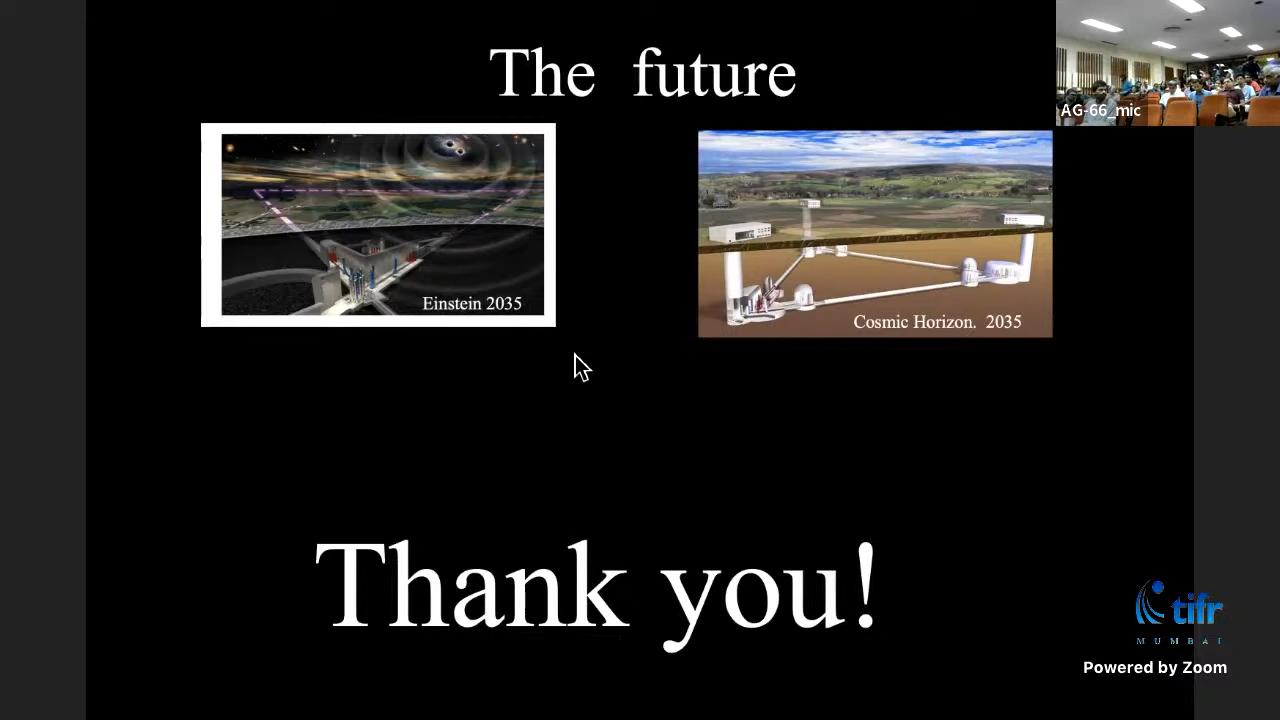 The future
AG-66_mic
Einstein 2035
Cosmic Horizon. 2035
Thank you!
tifr
MUMBAI
Powered by Zoom